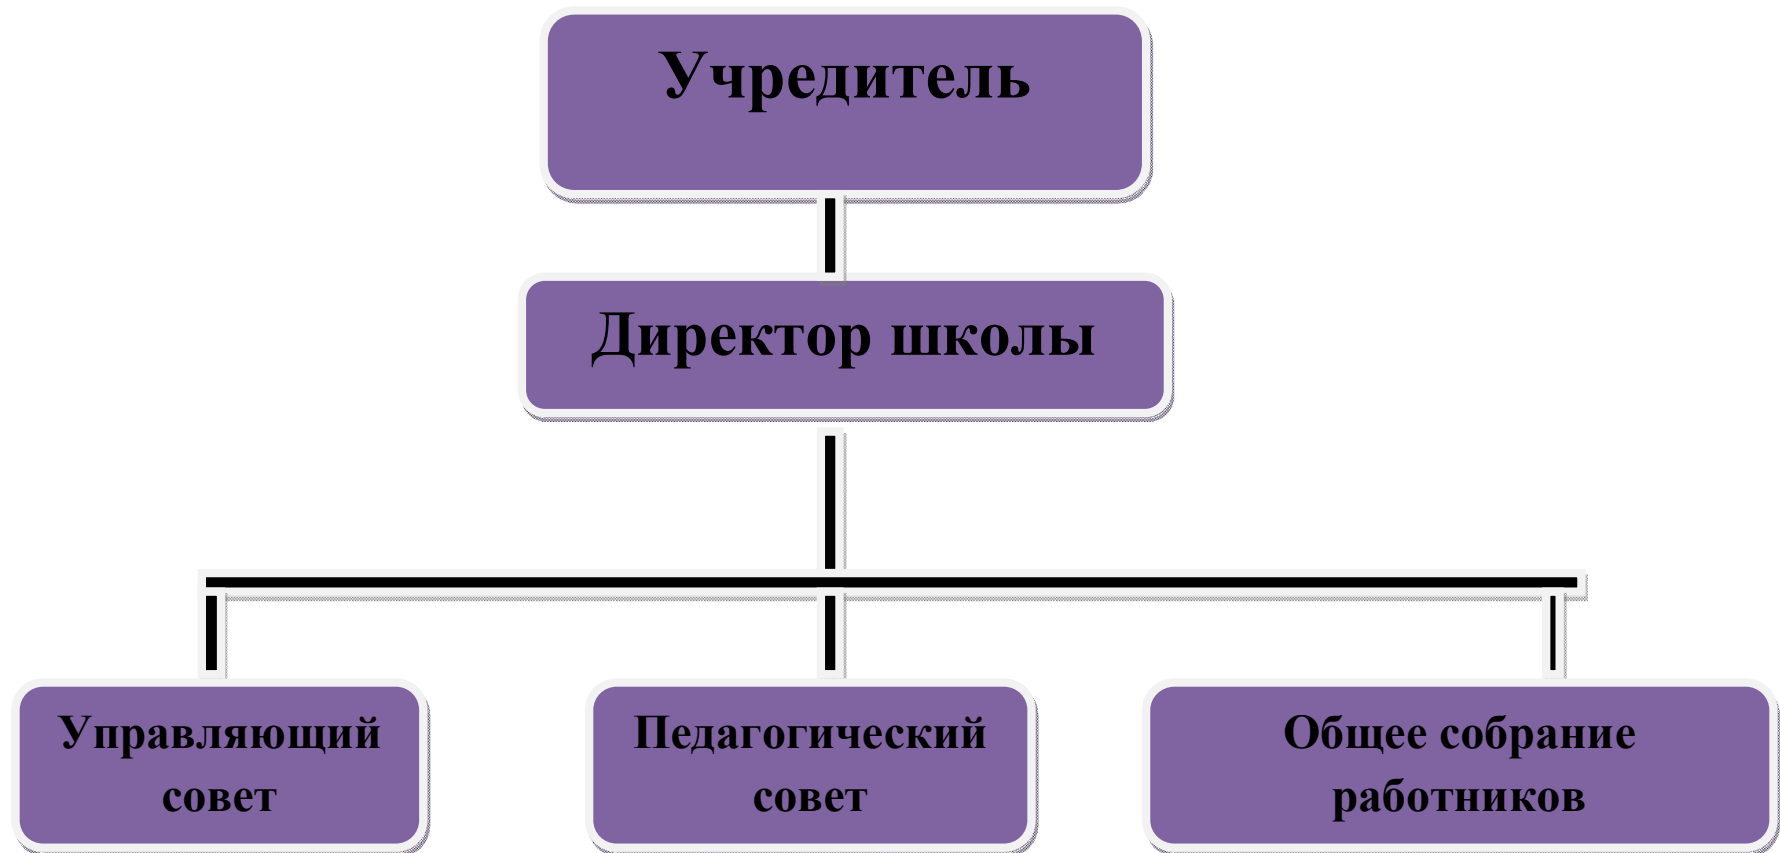 Учредитель
Директор школы
Управляющий
совет
Педагогический
совет
Общее собрание
работников